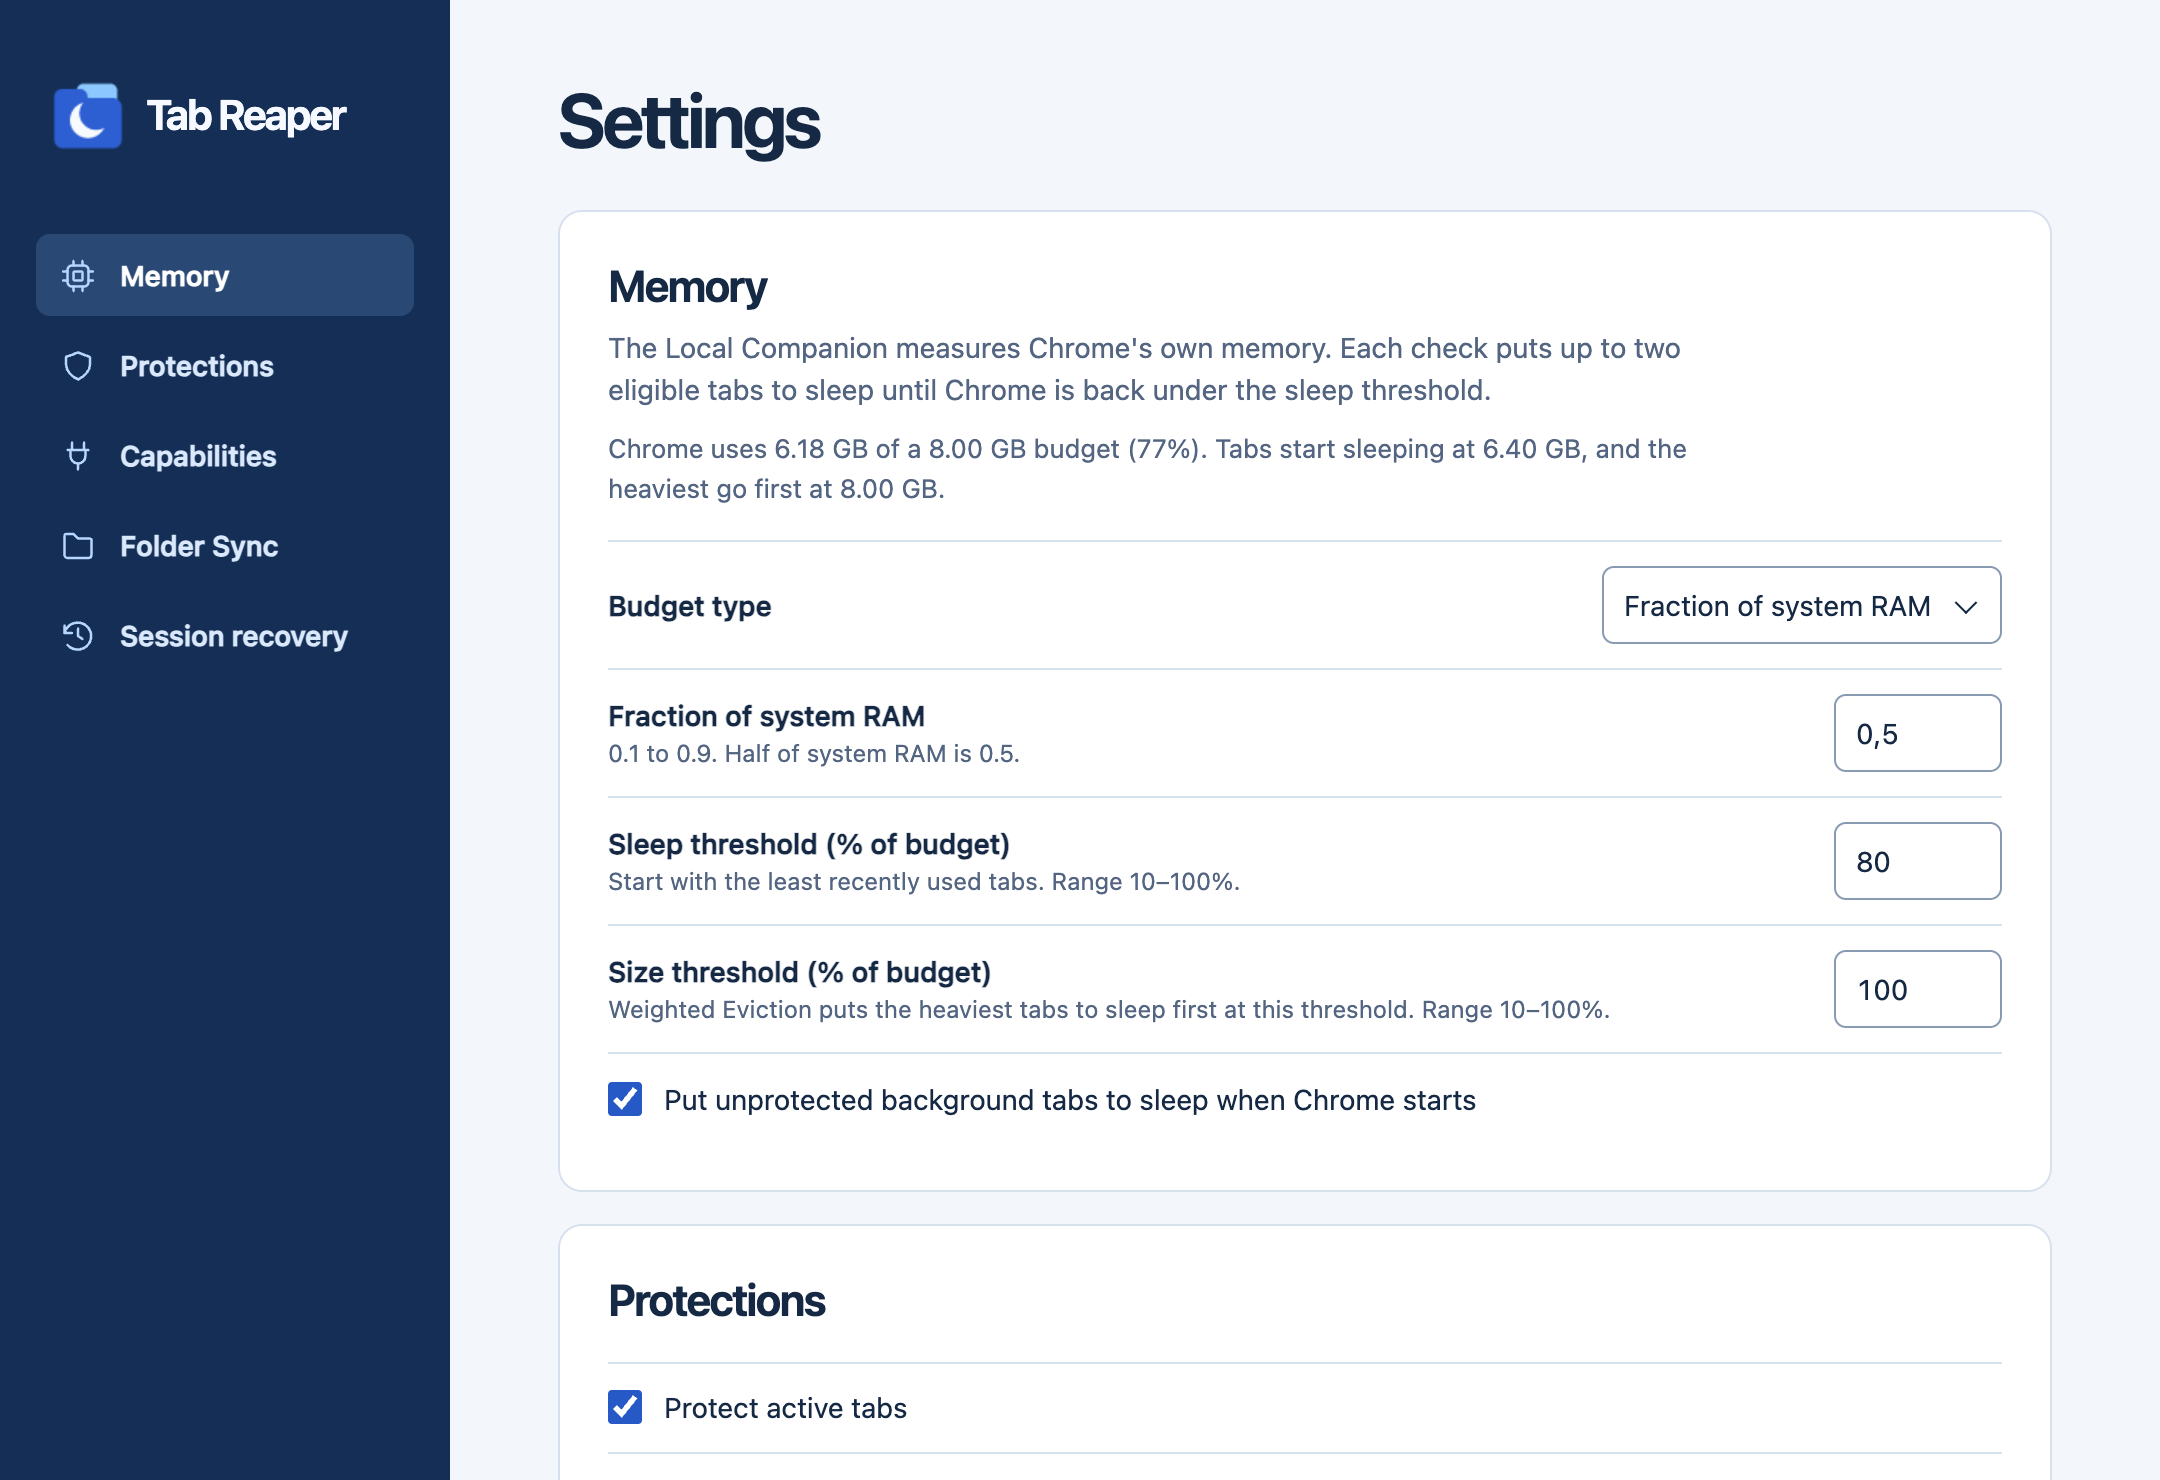 Tab Reaper
Memory
Protections
Capabilities
Folder Sync
Session recovery
Settings
Memory
The Local Companion measures Chrome's own memory. Each check puts up to two
eligible tabs to sleep until Chrome is back under the sleep threshold.
Chrome uses 6.18 GB of a 8.00 GB budget (77%). Tabs start sleeping at 6.40 GB, and the
heaviest go first at 8.00 GB.
Budget type
Fraction of system RAM
Fraction of system RAM
0.1 to 0.9. Half of system RAM is 0.5.
0,5
Sleep threshold (% of budget)
Start with the least recently used tabs. Range 10–100%.
80
Size threshold (% of budget)
Weighted Eviction puts the heaviest tabs to sleep first at this threshold. Range 10–100%.
100
Put unprotected background tabs to sleep when Chrome starts
Protections
Protect active tabs